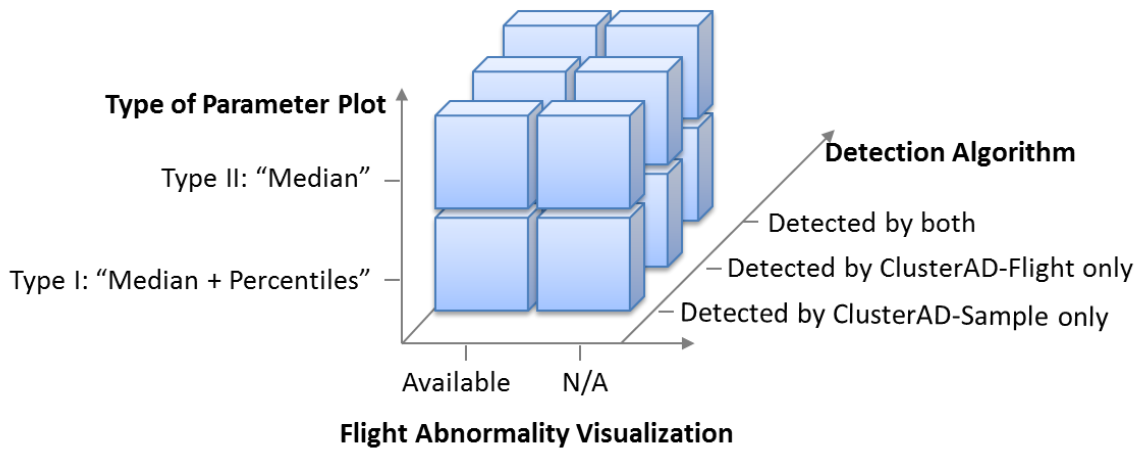 Type of Parameter Plot
Type II: “Median”
Type I: “Median + Percentiles”
Detection Algorithm
Detected by both
Detected by ClusterAD-Flight only
Detected by ClusterAD-Sample only
Available
N/A
Flight Abnormality Visualization